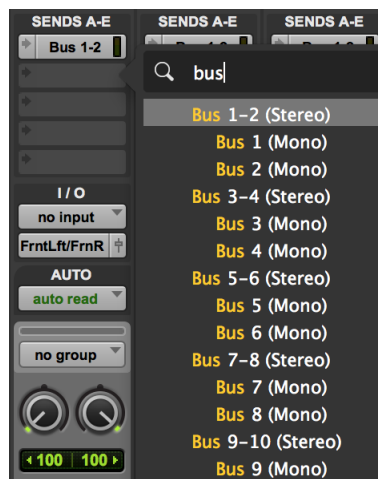 SENDS A-E SENDS A-E SENDS A-E
Bus 1-2
bus
Bus 1-2 (Stereo)
Bus 1 (Mono)
Bus 2 (Mono)
Bus 3-4 (Stereo)
Bus 3 (Mono)
Bus 4 (Mono)
Bus 5-6 (Stereo)
Bus 5 (Mono)
Bus 6 (Mono)
Bus 7-8 (Stereo)
Bus 7 (Mono)
Bus 8 (Mono)
Bus 9-10 (Stereo)
Bus 9 (Mono)
I / O
no input
FrntLft/FrnR
AUTO
auto read
no group
100 100